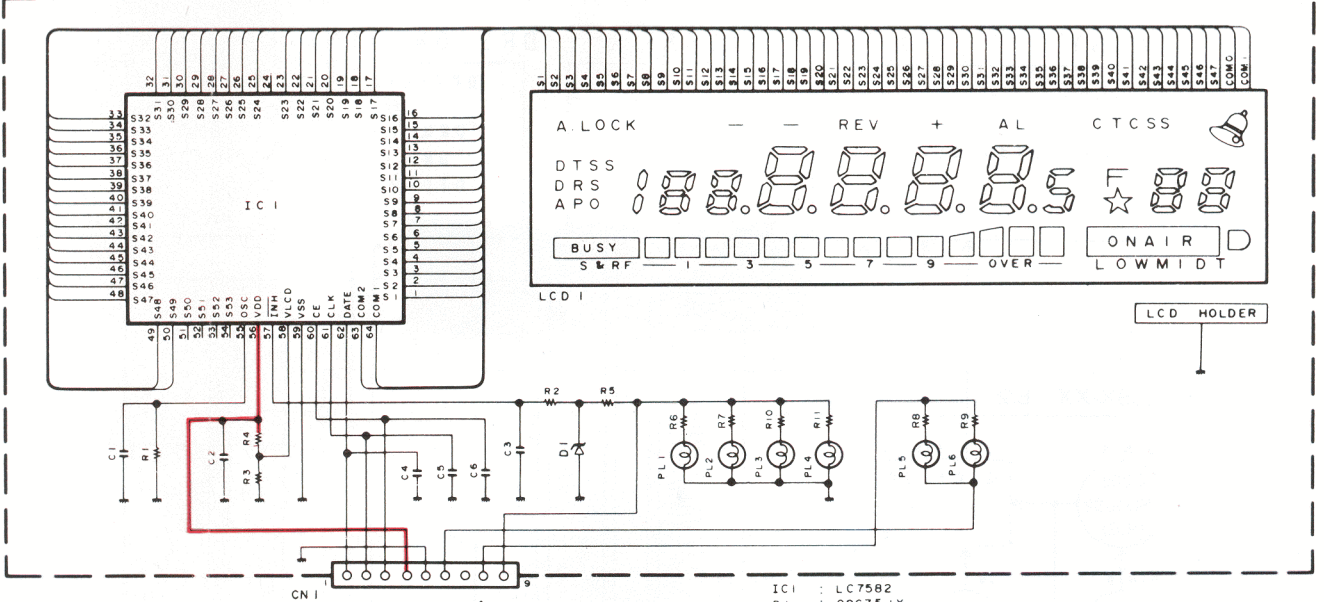 32 31 30 29 28 27 26 25 24 23 22 21 20 19 18 17
S31 S30 S29 S28 S27 S26 S25 S24 S23 S22 S21 S20 S19 S18 S17
33 34 35 36 37 38 39 40 41 42 43 44 45 46 47 48
S32 S33 S34 S35 S36 S37 S38 S39 S40 S41 S42 S43 S44 S45 S46 S47
IC1
S16 S15 S14 S13 S12 S11 S10 S9 S8 S7 S6 S5 S4 S3 S2 S1
16 15 14 13 12 11 10 9 8 7 6 5 4 3 2 1
S48 S49 S50 S51 S52 S53 OSC VDD INH VLCD VSS CE CLK DATE COM2 COM1
49 50 51 52 53 54 55 56 57 58 59 60 61 62 63 64
S1 S2 S3 S4 S5 S6 S7 S8 S9 S10 S11 S12 S13 S14 S15 S16 S17 S18 S19 S20 S21 S22 S23 S24 S25 S26 S27 S28 S29 S30 S31 S32 S33 S34 S35 S36 S37 S38 S39 S40 S41 S42 S43 S44 S45 S46 S47 COM0 COM1
A.LOCK — — REV + AL CTCSS
DTSS
DRS
APO
188.8.8.8.8.5 F 88
BUSY
ON AIR D
S & RF 1 3 5 7 9 OVER
LOWMIDT
LCD1
LCD HOLDER
C1 R1 C2 R4 R3 C4 C5 C6 C3 R2 D1 R5
R6 R7 R10 R11 R8 R9
PL1 PL2 PL3 PL4 PL5 PL6
1 9
CN1
IC1 : LC7582